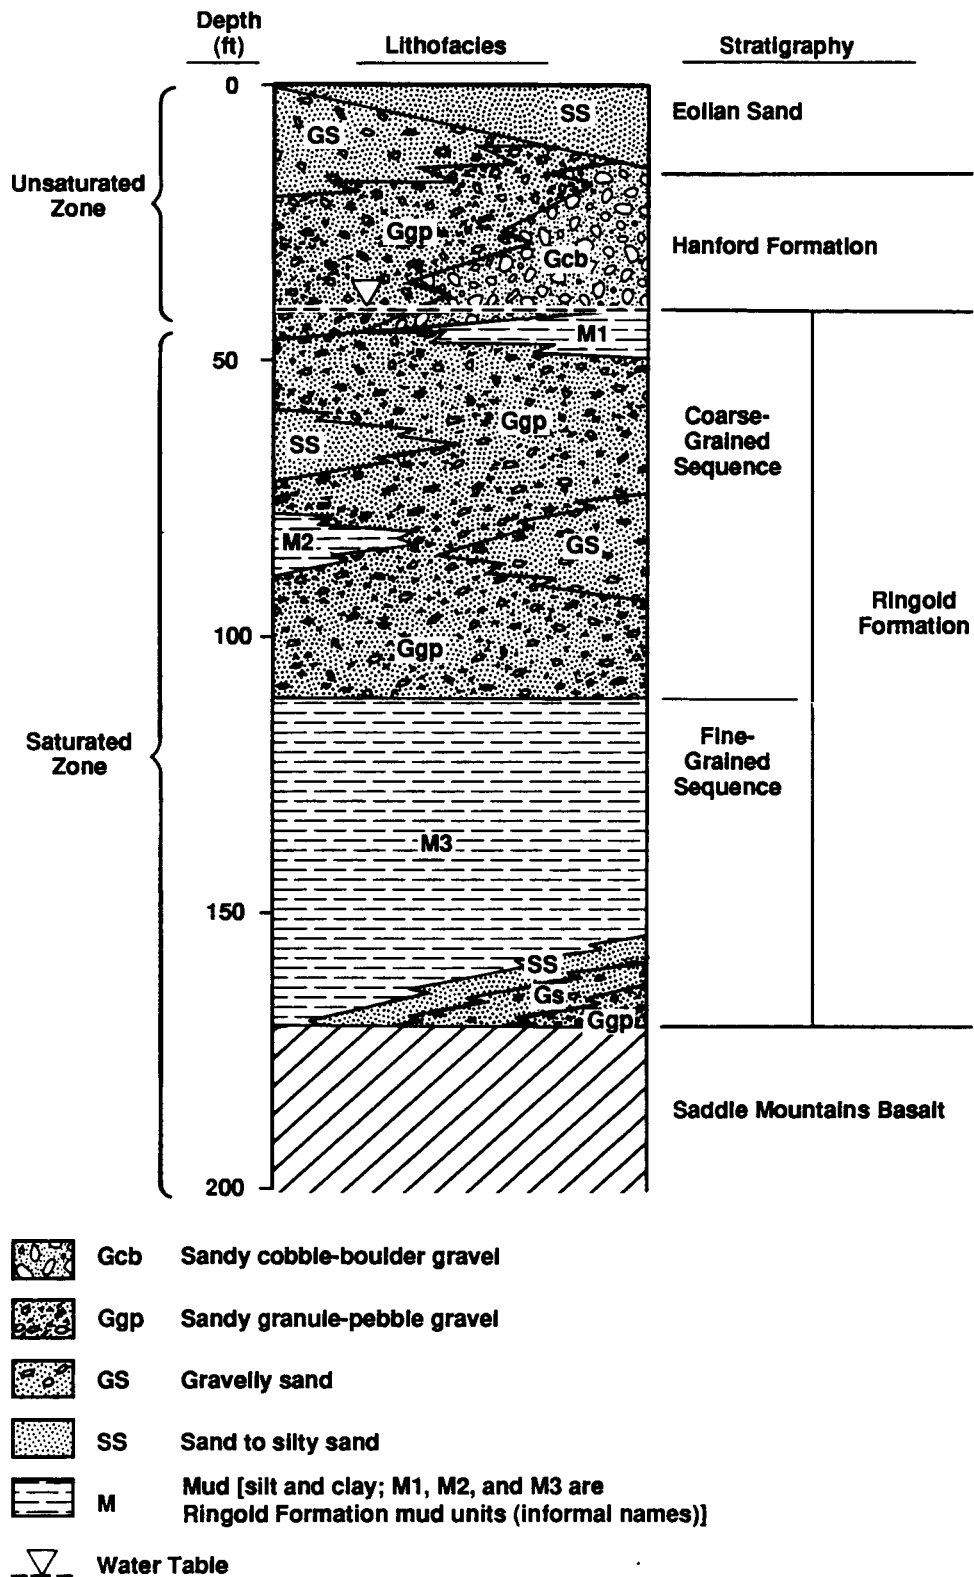 Depth
(ft)
Lithofacies
Stratigraphy
0
SS
Eolian Sand
GS
Unsaturated
Zone
Ggp
Hanford Formation
Gcb
M1
50
Ggp
Coarse-
Grained
Sequence
SS
M2
GS
Ringold
Formation
100
Ggp
Saturated
Zone
Fine-
Grained
Sequence
M3
150
SS
Gs
Ggp
Saddle Mountains Basalt
200
Gcb Sandy cobble-boulder gravel
Ggp Sandy granule-pebble gravel
GS Gravelly sand
SS Sand to silty sand
M Mud [silt and clay; M1, M2, and M3 are
Ringold Formation mud units (informal names)]
Water Table